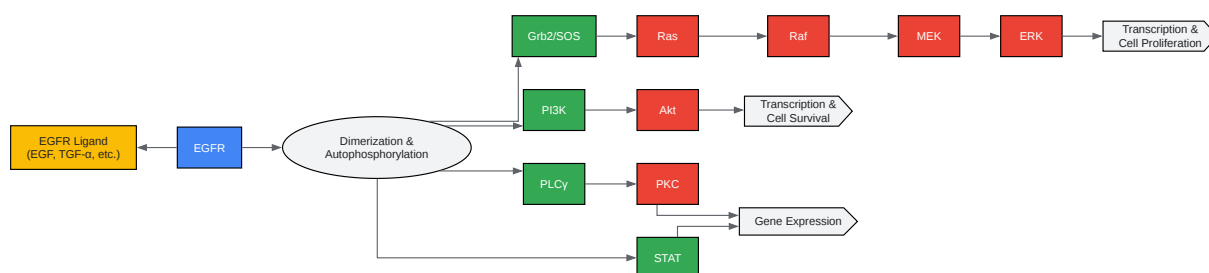 Grb2/SOS
Ras
Raf
MEK
ERK
Transcription &
Cell Proliferation
PI3K
Akt
Transcription &
Cell Survival
EGFR Ligand
(EGF, TGF-α, etc.)
EGFR
Dimerization &
Autophosphorylation
PLCγ
PKC
Gene Expression
STAT